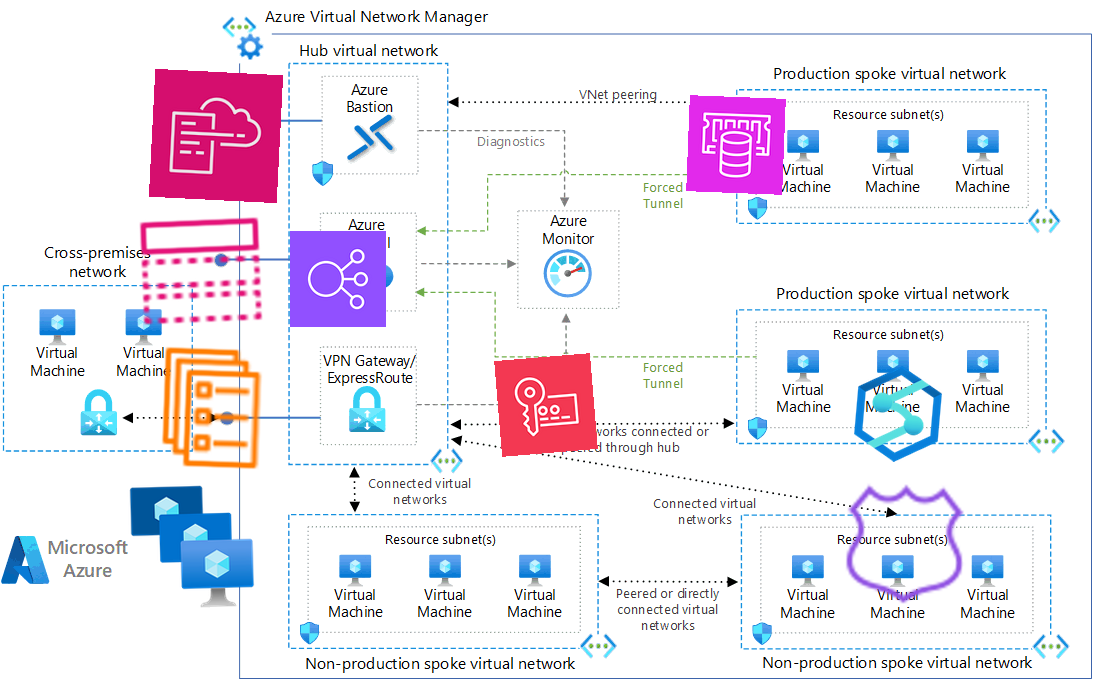 Azure Virtual Network Manager
Hub virtual network
Azure
Bastion
VNet peering
Diagnostics
Production spoke virtual network
Resource subnet(s)
Virtual
Machine
Virtual
Machine
Virtual
Machine
Forced
Tunnel
Azure
Azure
Monitor
Cross-premises
network
Virtual
Machine
Virtual
Machine
VPN Gateway/
ExpressRoute
Production spoke virtual network
Resource subnet(s)
Virtual
Machine
Virtual
Machine
Virtual
Machine
Forced
Tunnel
connected or
through hub
Connected virtual
networks
Connected virtual
networks
Microsoft
Azure
Resource subnet(s)
Virtual
Machine
Virtual
Machine
Virtual
Machine
Non-production spoke virtual network
Peered or directly
connected virtual
networks
Resource subnet(s)
Virtual
Machine
Virtual
Machine
Virtual
Machine
Non-production spoke virtual network